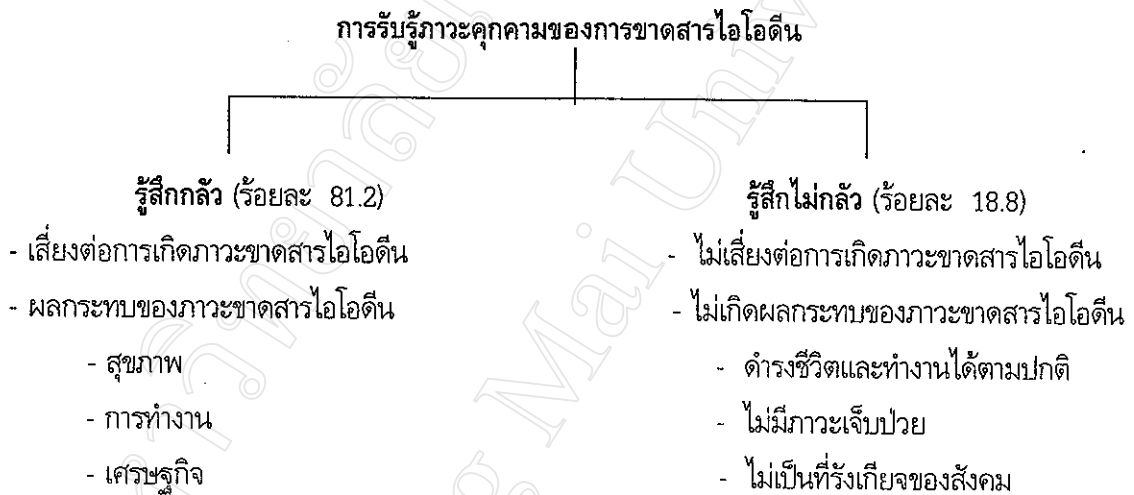 การรับรู้ภาวะคุกคามของการขาดสารไอโอดีน
รู้สึกกลัว (ร้อยละ 81.2)
- เสี่ยงต่อการเกิดภาวะขาดสารไอโอดีน
- ผลกระทบของภาวะขาดสารไอโอดีน
- สุขภาพ
- การทำงาน
- เศรษฐกิจ
รู้สึกไม่กลัว (ร้อยละ 18.8)
- ไม่เสี่ยงต่อการเกิดภาวะขาดสารไอโอดีน
- ไม่เกิดผลกระทบของภาวะขาดสารไอโอดีน
- ดำรงชีวิตและทำงานได้ตามปกติ
- ไม่มีภาวะเจ็บป่วย
- ไม่เป็นที่รังเกียจของสังคม